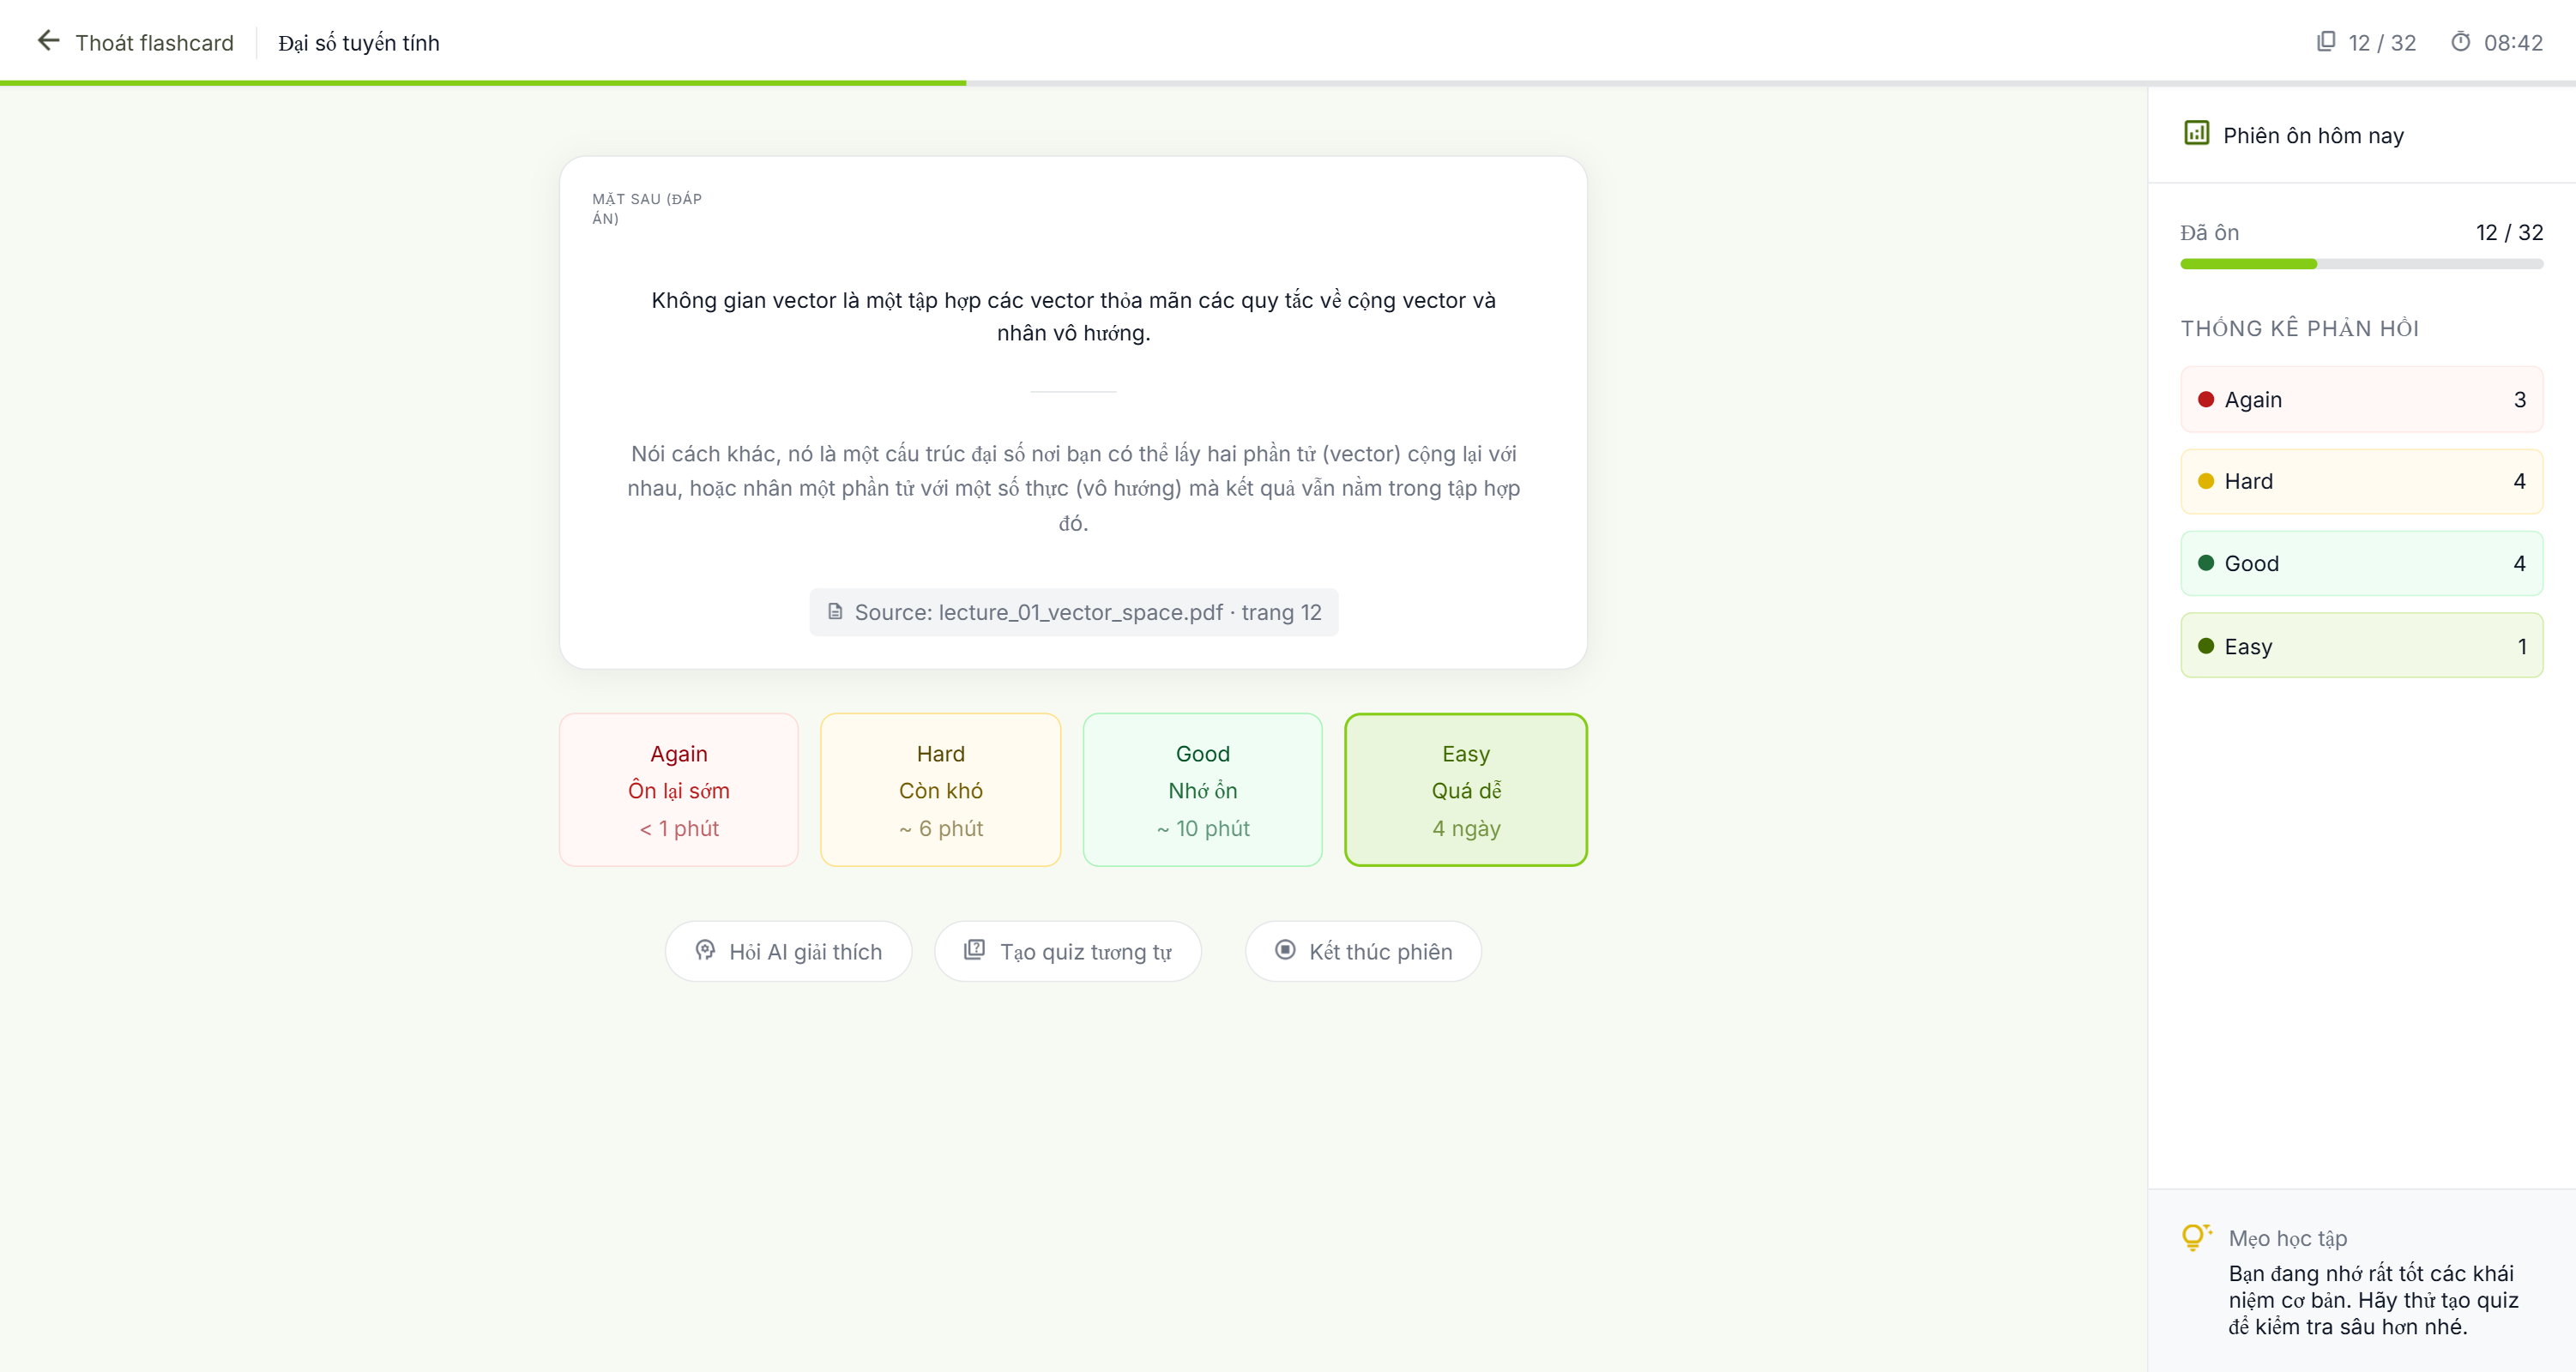 Thoát flashcard
Đại số tuyến tính
12 / 32
08:42
MẶT SAU (ĐÁP
ÁN)
Không gian vector là một tập hợp các vector thỏa mãn các quy tắc về cộng vector và
nhân vô hướng.
Nói cách khác, nó là một cấu trúc đại số nơi bạn có thể lấy hai phần tử (vector) cộng lại với
nhau, hoặc nhân một phần tử với một số thực (vô hướng) mà kết quả vẫn nằm trong tập hợp
đó.
Source: lecture_01_vector_space.pdf · trang 12
Again
Ôn lại sớm
< 1 phút
Hard
Còn khó
~ 6 phút
Good
Nhớ ổn
~ 10 phút
Easy
Quá dễ
4 ngày
Hỏi AI giải thích
Tạo quiz tương tự
Kết thúc phiên
Phiên ôn hôm nay
Đã ôn
12 / 32
THỐNG KÊ PHẢN HỒI
Again
3
Hard
4
Good
4
Easy
1
Mẹo học tập
Bạn đang nhớ rất tốt các khái
niệm cơ bản. Hãy thử tạo quiz
để kiểm tra sâu hơn nhé.